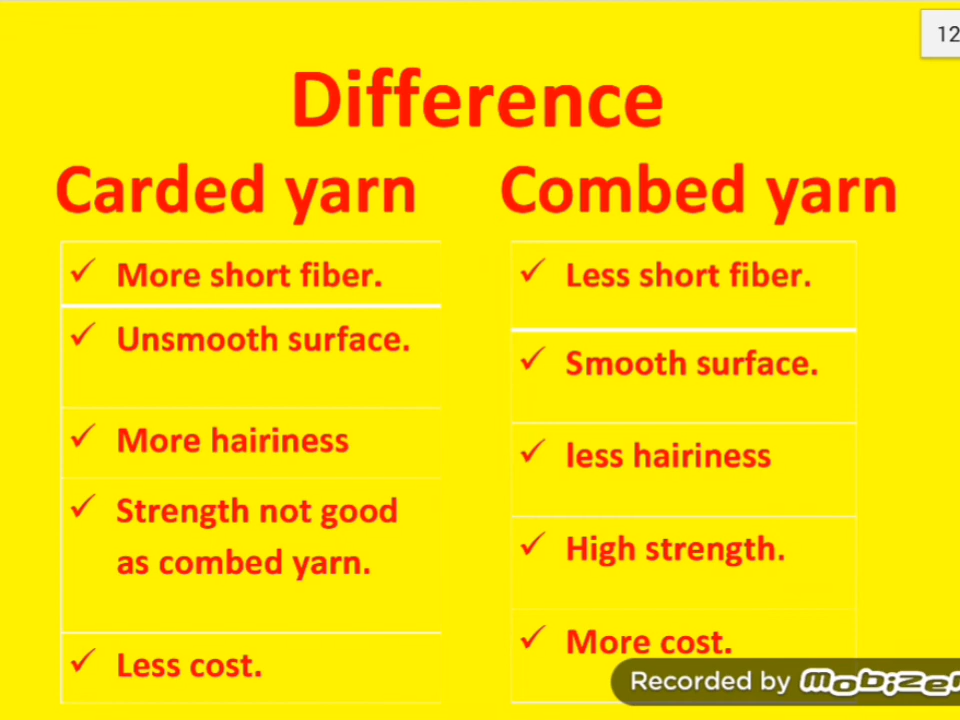 12
Difference
Carded yarn
More short fiber.
Unsmooth surface.
More hairiness
Strength not good
as combed yarn.
Less cost.
Combed yarn
Less short fiber.
Smooth surface.
less hairiness
High strength.
More cost.
Recorded by mobizen